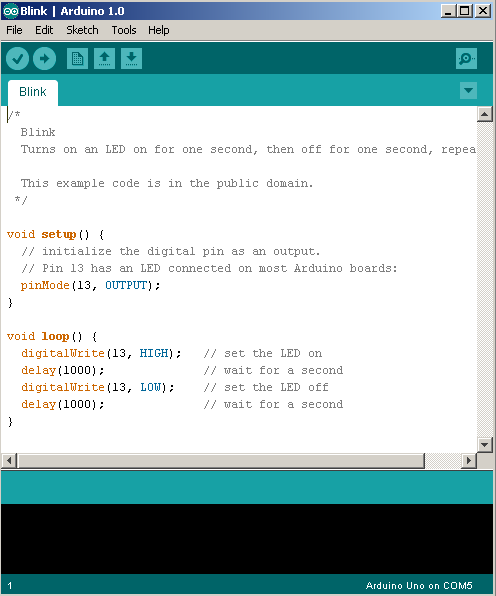 Blink | Arduino 1.0
File Edit Sketch Tools Help
Blink
/*
  Blink
  Turns on an LED on for one second, then off for one second, repea

  This example code is in the public domain.
 */

void setup() {
  // initialize the digital pin as an output.
  // Pin 13 has an LED connected on most Arduino boards:
  pinMode(13, OUTPUT);
}

void loop() {
  digitalWrite(13, HIGH);   // set the LED on
  delay(1000);              // wait for a second
  digitalWrite(13, LOW);    // set the LED off
  delay(1000);              // wait for a second
}
1
Arduino Uno on COM5